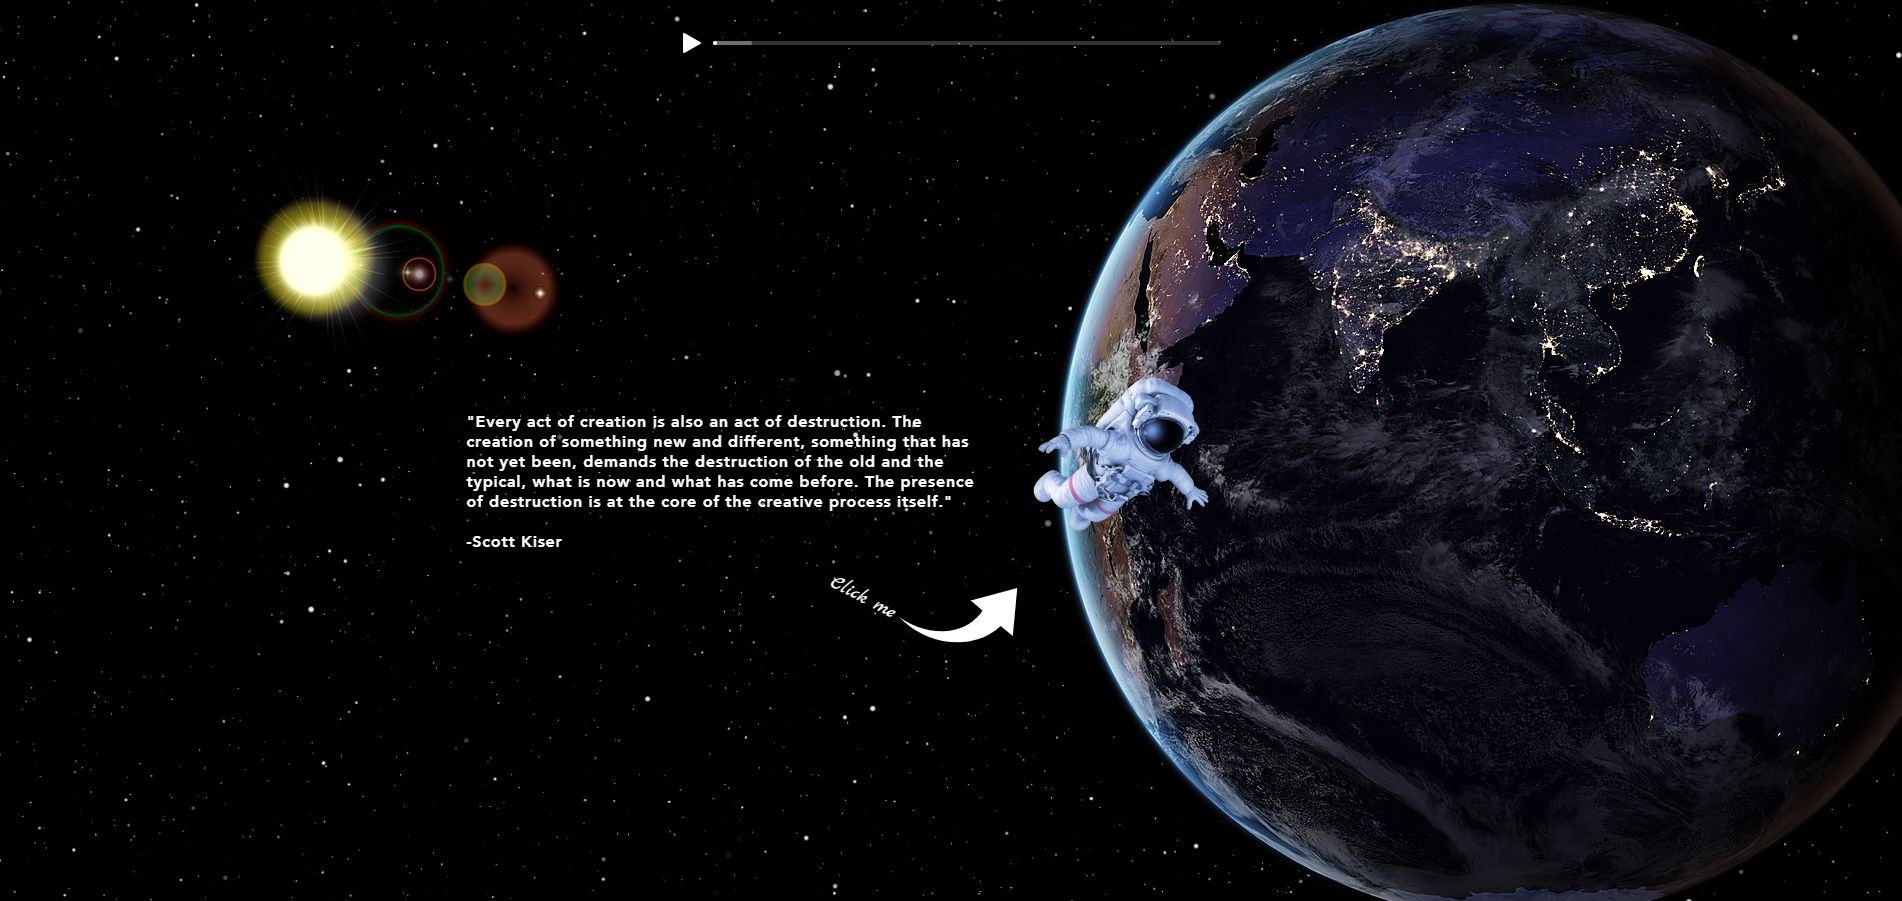 "Every act of creation is also an act of destruction. The
creation of something new and different, something that has
not yet been, demands the destruction of the old and the
typical, what is now and what has come before. The presence
of destruction is at the core of the creative process itself."
-Scott Kiser
Click me